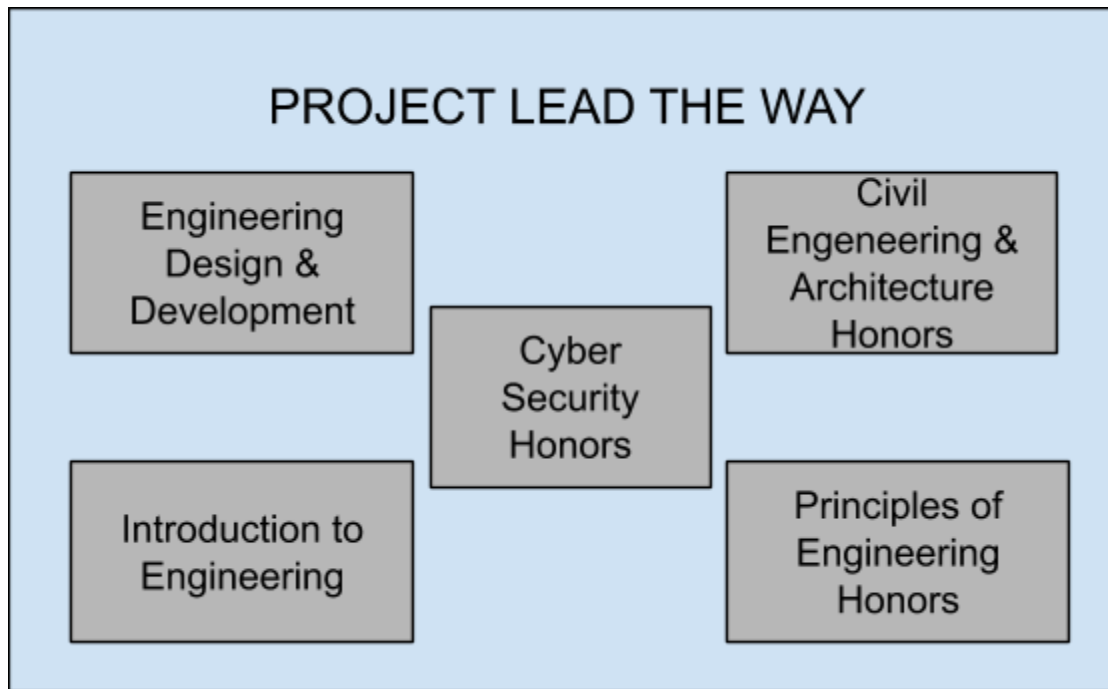 PROJECT LEAD THE WAY
Engineering
Design &
Development
Civil
Engeneering &
Architecture
Honors
Cyber
Security
Honors
Introduction to
Engineering
Principles of
Engineering
Honors